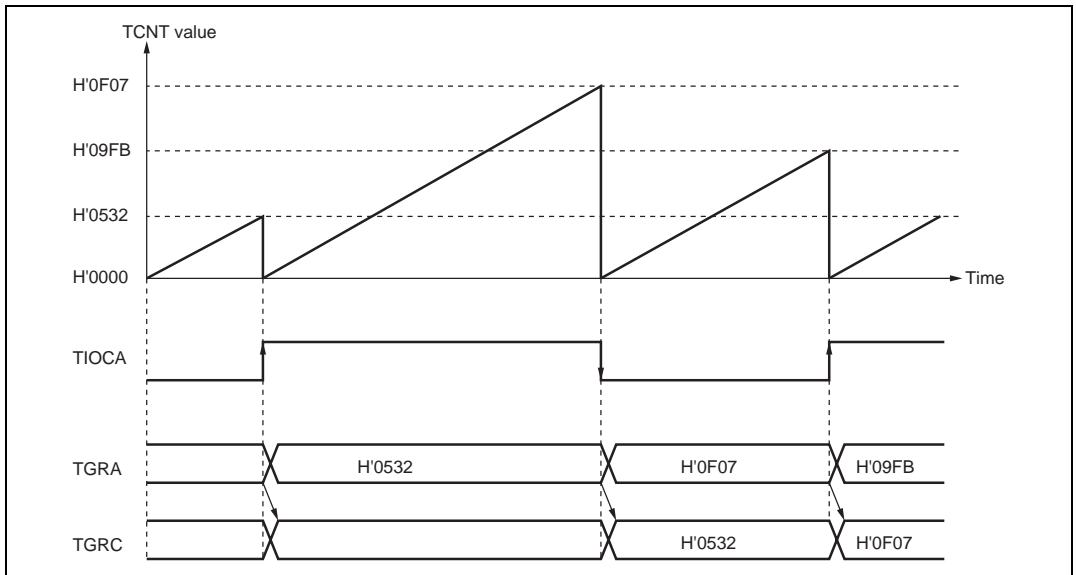 TCNT value
H'0F07
H'09FB
H'0532
H'0000
Time
TIOCA
TGRA
H'0532
H'0F07
H'09FB
TGRC
H'0532
H'0F07